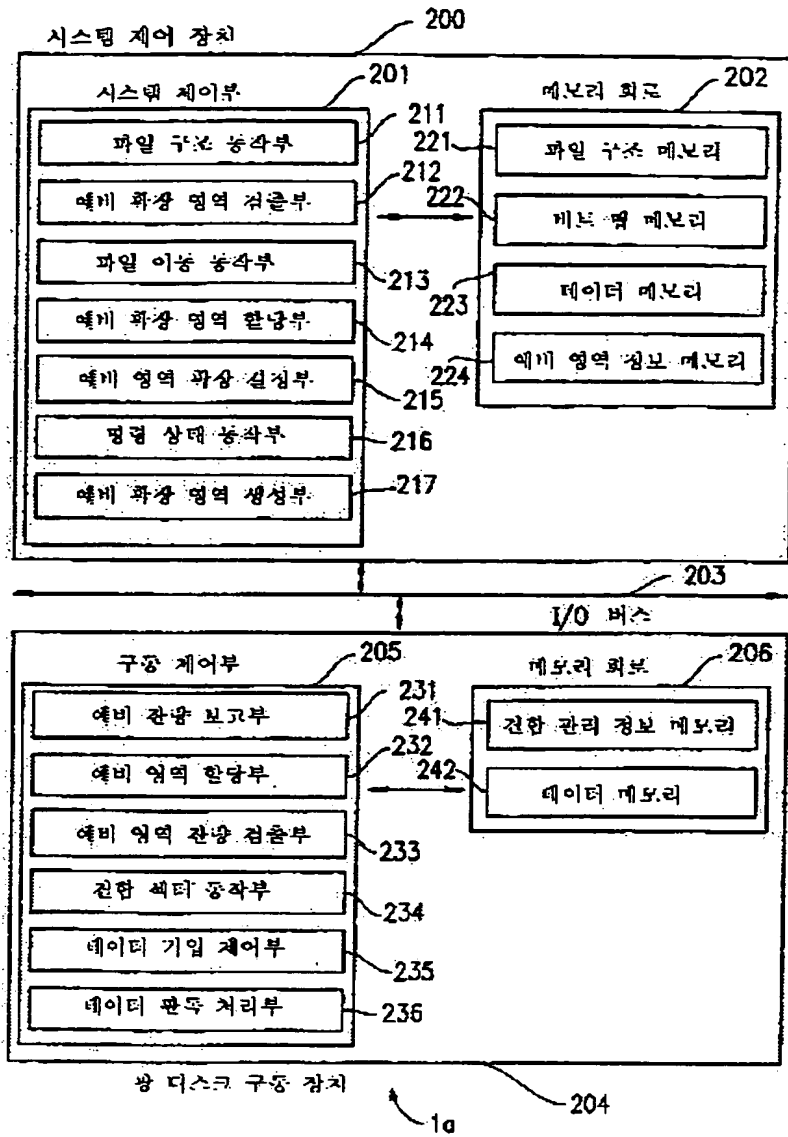 시스템 제어 장치
200
시스템 제어부
201
파일 구조 동작부
211
예비 확장 영역 검출부
212
파일 이동 동작부
213
예비 확장 영역 할당부
214
예비 영역 확장 설정부
215
명령 상태 동작부
216
예비 확장 영역 생성부
217
메모리 회로
202
221
파일 구조 메모리
222
비트 맵 메모리
223
데이터 메모리
224
예비 영역 정보 메모리
203
I/O 버스
구동 제어부
205
예비 잔량 보고부
231
예비 영역 할당부
232
예비 영역 잔량 검출부
233
결함 섹터 동작부
234
데이터 기입 제어부
235
데이터 판독 처리부
236
메모리 회로
206
241
결함 관리 정보 메모리
242
데이터 메모리
광 디스크 구동 장치
204
1a